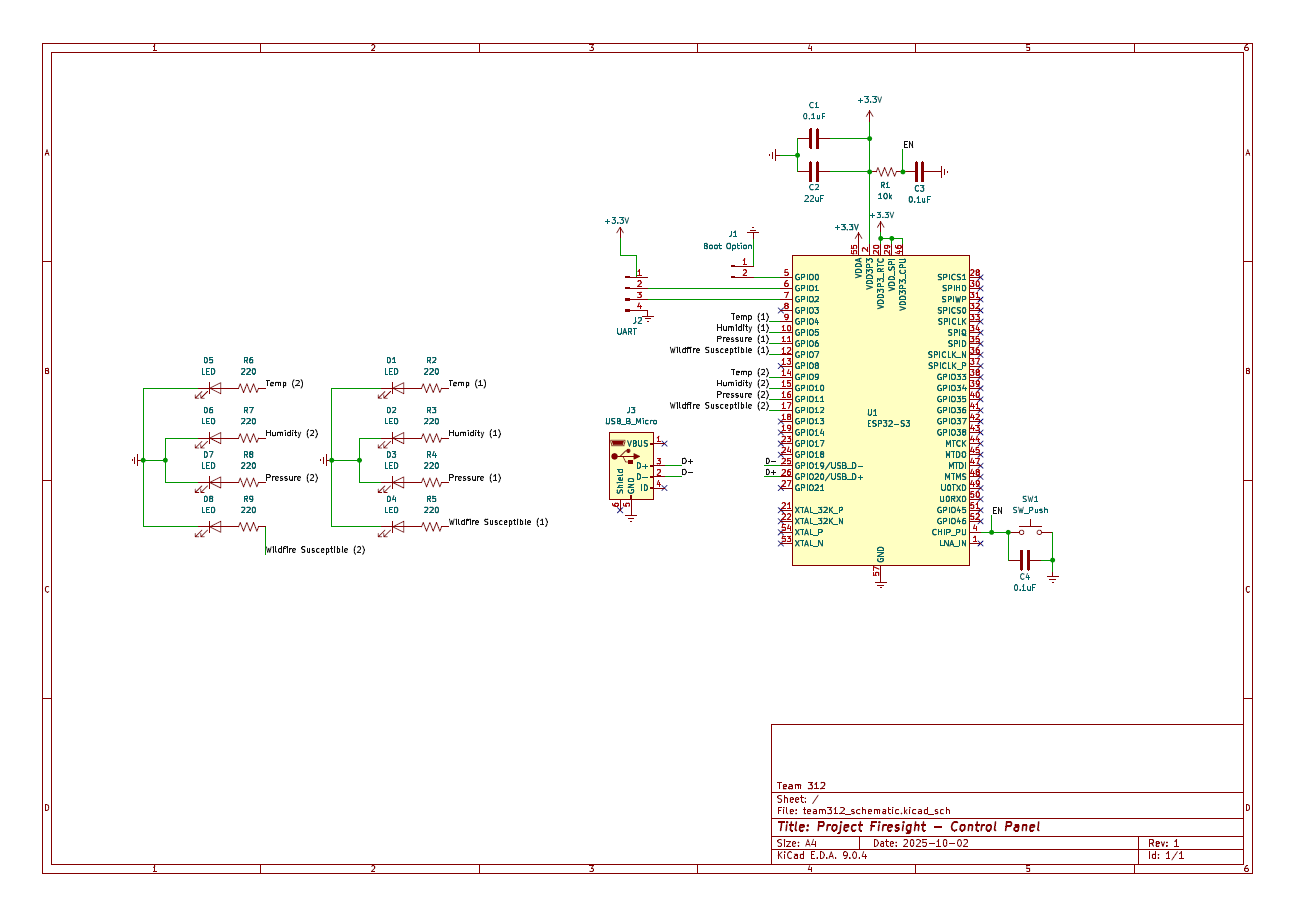 1 2 3 4 5 6
A
B
C
D
A
B
C
D
1 2 3 4 5 6
C1
0.1uF
+3.3V
EN
C2
22uF
R1
10k
C3
0.1uF
+3.3V
+3.3V
+3.3V
J1
Boot Option
1
2
1
2
3
4
J2
UART
55 VDDA
2 VDD3P3
20 VDD3P3_RTC
29 VDD_SPI
46 VDD3P3_CPU
5 GPIO0
6 GPIO1
7 GPIO2
8 GPIO3
Temp (1) 9 GPIO4
Humidity (1) 10 GPIO5
Pressure (1) 11 GPIO6
Wildfire Susceptible (1) 12 GPIO7
13 GPIO8
Temp (2) 14 GPIO9
Humidity (2) 15 GPIO10
Pressure (2) 16 GPIO11
Wildfire Susceptible (2) 17 GPIO12
18 GPIO13
19 GPIO14
23 GPIO17
24 GPIO18
D- 25 GPIO19/USB_D-
D+ 26 GPIO20/USB_D+
27 GPIO21
21 XTAL_32K_P
22 XTAL_32K_N
54 XTAL_P
53 XTAL_N
U1
ESP32-S3
SPICS1 28
SPIHD 30
SPIWP 31
SPICS0 32
SPICLK 33
SPIQ 34
SPID 35
SPICLK_N 36
SPICLK_P 37
GPIO33 38
GPIO34 39
GPIO35 40
GPIO36 41
GPIO37 42
GPIO38 43
MTCK 44
MTDO 45
MTDI 47
MTMS 48
U0TXD 49
U0RXD 50
GPIO45 51
GPIO46 52
CHIP_PU 4
LNA_IN 1
GND
57
EN
SW1
SW_Push
C4
0.1uF
D5
LED
R6
220
Temp (2)
D6
LED
R7
220
Humidity (2)
D7
LED
R8
220
Pressure (2)
D8
LED
R9
220
Wildfire Susceptible (2)
D1
LED
R2
220
Temp (1)
D2
LED
R3
220
Humidity (1)
D3
LED
R4
220
Pressure (1)
D4
LED
R5
220
Wildfire Susceptible (1)
J3
USB_B_Micro
VBUS 1
D+ 3 D+
D- 2 D-
ID 4
Shield
GND
6
5
Team 312
Sheet: /
File: team312_schematic.kicad_sch
Title: Project Firesight – Control Panel
Size: A4 Date: 2025-10-02 Rev: 1
KiCad E.D.A. 9.0.4 Id: 1/1